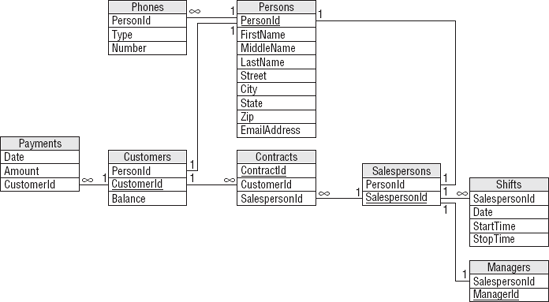 Phones
PersonId
Type
Number
∞
1
1
Persons
PersonId
FirstName
MiddleName
LastName
Street
City
State
Zip
EmailAddress
1
Payments
Date
Amount
CustomerId
∞
1
Customers
PersonId
CustomerId
Balance
1
1
∞
Contracts
ContractId
CustomerId
SalespersonId
∞
1
Salespersons
PersonId
SalespersonId
1
1
1
∞
Shifts
SalespersonId
Date
StartTime
StopTime
1
Managers
SalespersonId
ManagerId